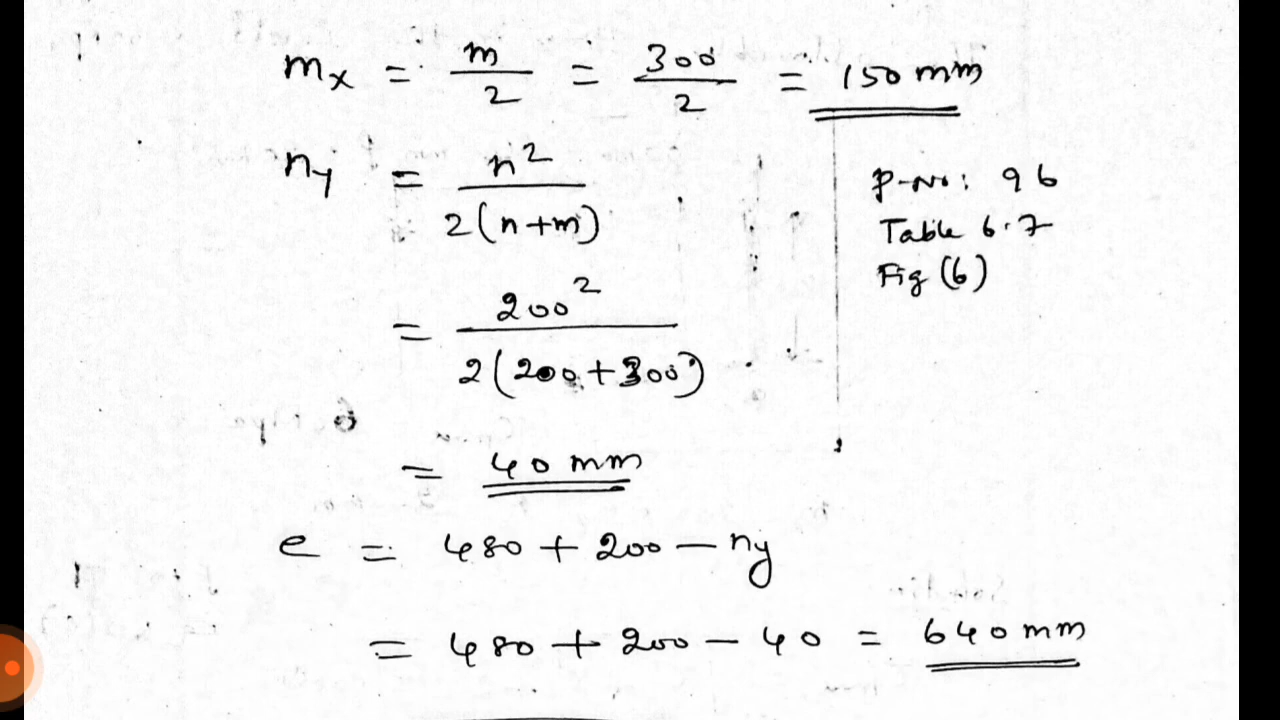 mx = m/2 = 300/2 = 150 mm
ny = n²/2(n+m)
P-No: 96
Table 6.7
Fig (6)
= 200²/2(200+300)
= 40 mm
e = 480 + 200 - ny
= 480 + 200 - 40 = 640 mm